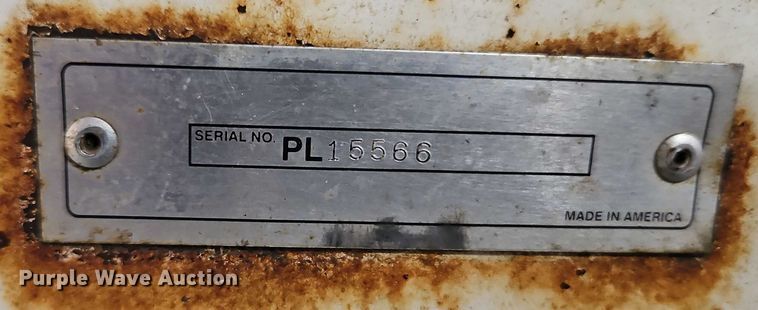 SERIAL NO. PL15566
MADE IN AMERICA
Purple Wave Auction